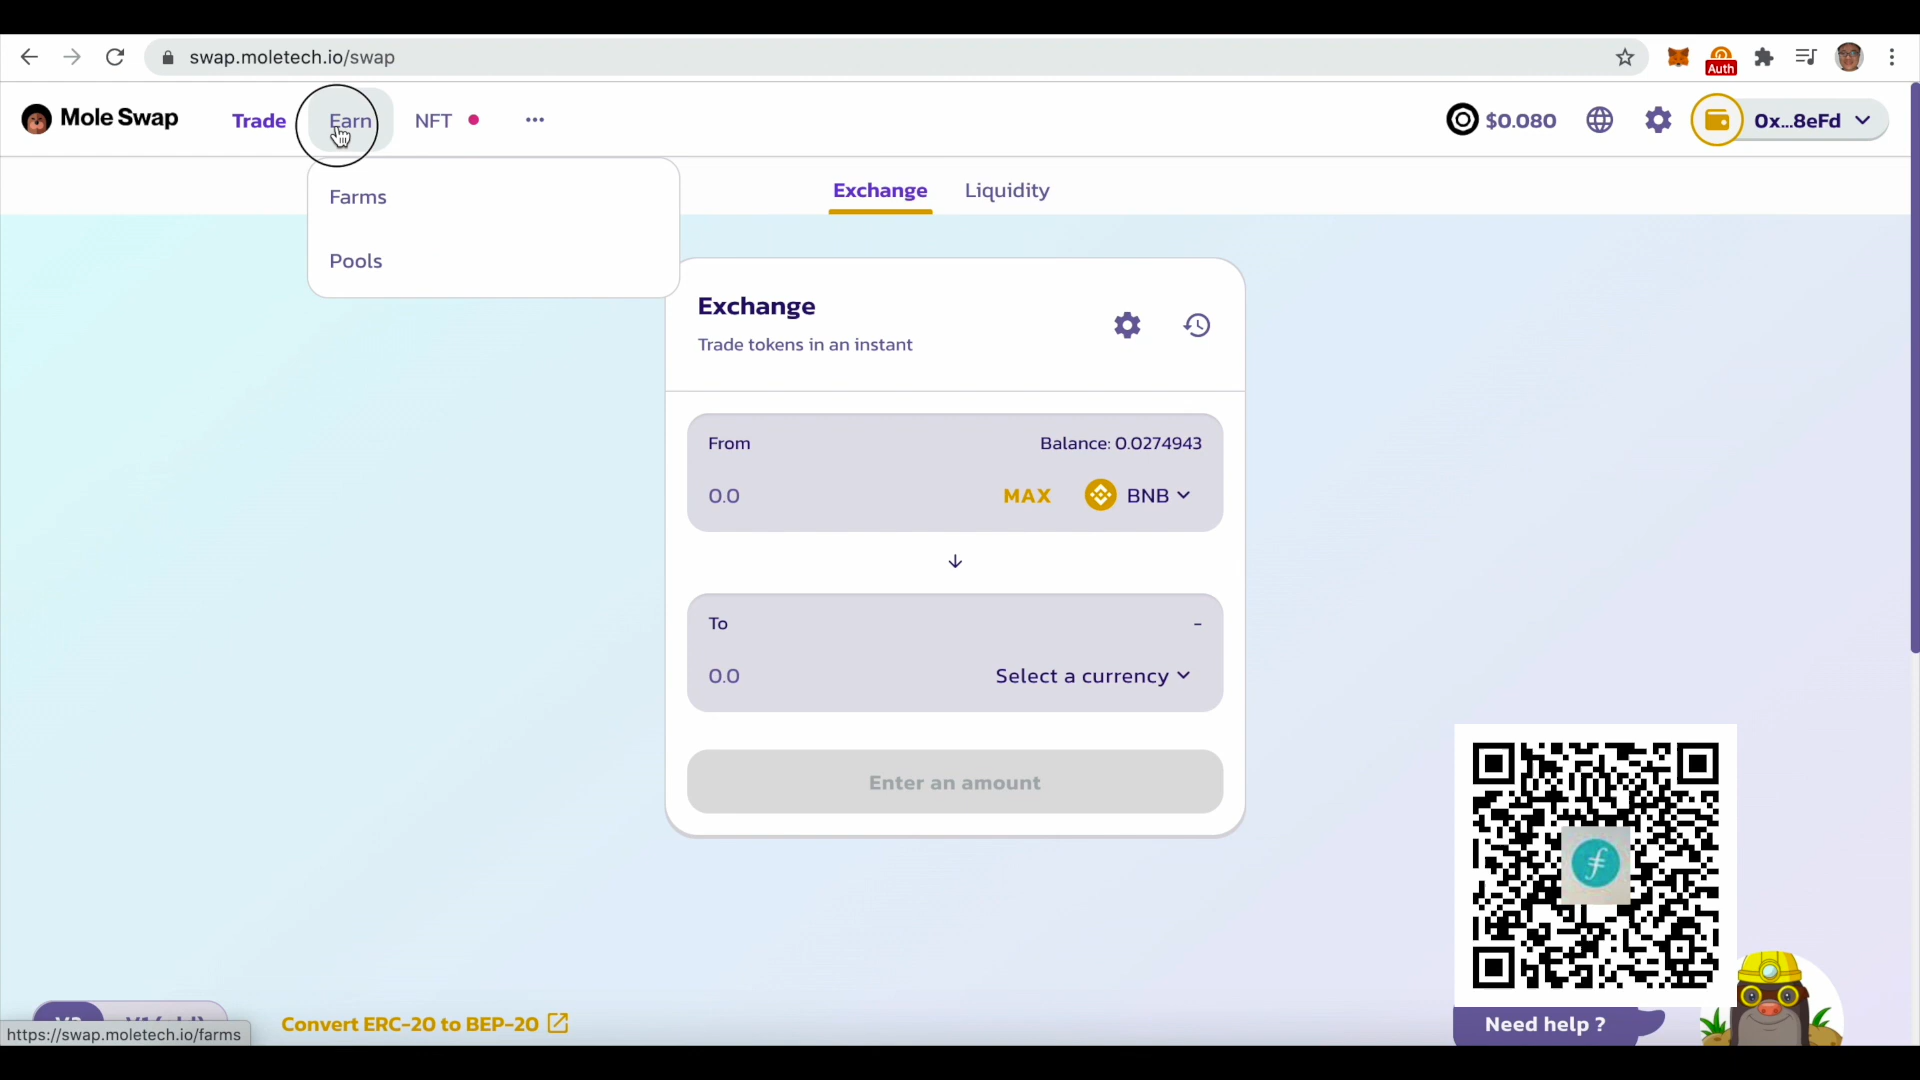 swap.moletech.io/swap
Auth
Mole Swap
Trade
Earn
NFT
$0.080
0x...8eFd
Farms
Pools
Exchange
Liquidity
Exchange
Trade tokens in an instant
From
Balance: 0.0274943
0.0
MAX
BNB
To
-
0.0
Select a currency
Enter an amount
Convert ERC-20 to BEP-20
Need help ?
https://swap.moletech.io/farms